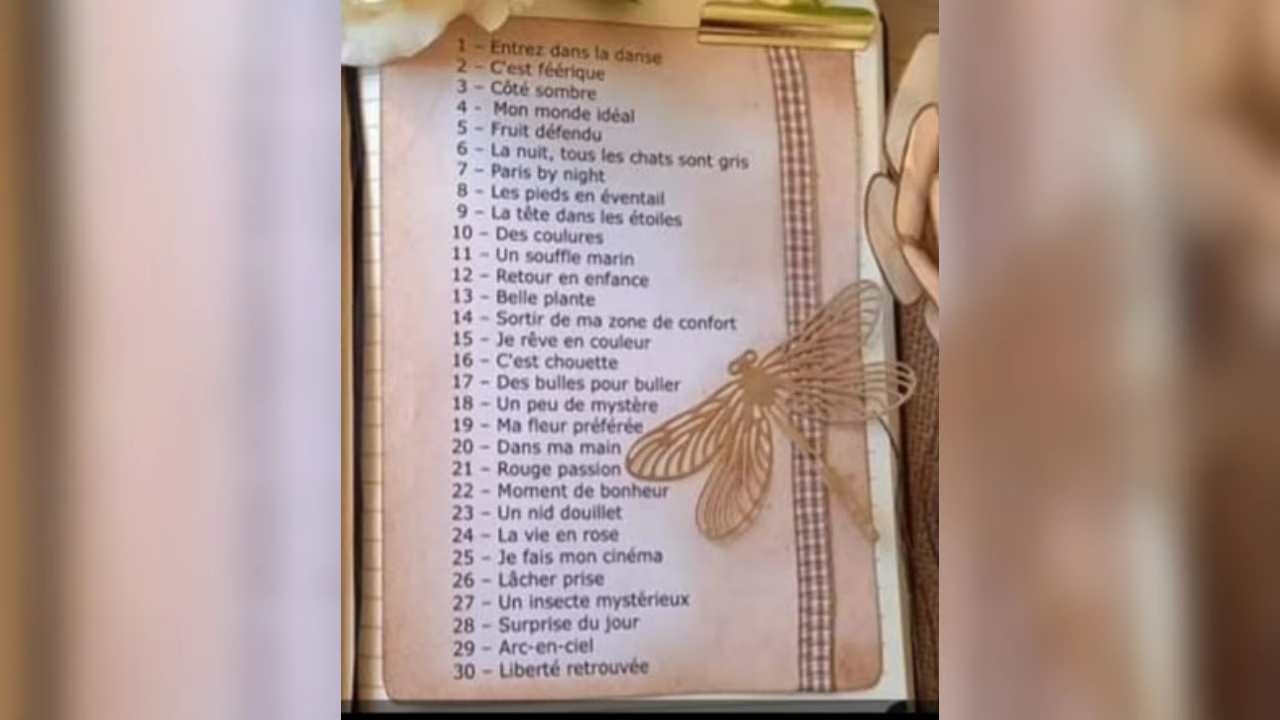 1 - Entrez dans la danse
2 - C'est féérique
3 - Côté sombre
4 - Mon monde idéal
5 - Fruit défendu
6 - La nuit, tous les chats sont gris
7 - Paris by night
8 - Les pieds en éventail
9 - La tête dans les étoiles
10 - Des coulures
11 - Un souffle marin
12 - Retour en enfance
13 - Belle plante
14 - Sortir de ma zone de confort
15 - Je rêve en couleur
16 - C'est chouette
17 - Des bulles pour buller
18 - Un peu de mystère
19 - Ma fleur préférée
20 - Dans ma main
21 - Rouge passion
22 - Moment de bonheur
23 - Un nid douillet
24 - La vie en rose
25 - Je fais mon cinéma
26 - Lâcher prise
27 - Un insecte mystérieux
28 - Surprise du jour
29 - Arc-en-ciel
30 - Liberté retrouvée